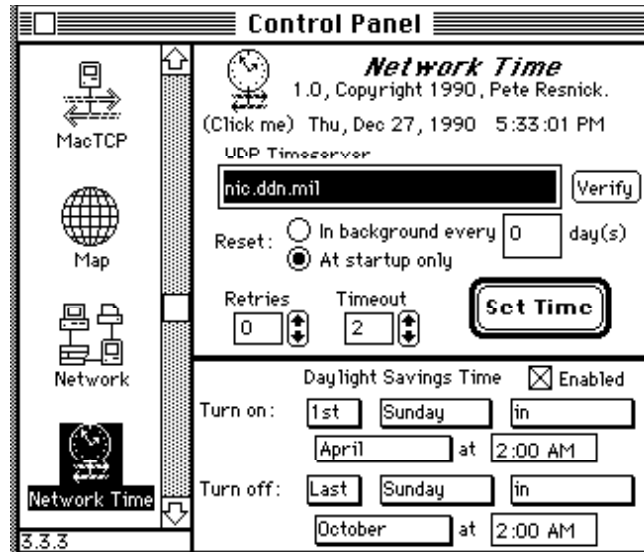 Control Panel
MacTCP
Map
Network
Network Time
3.3.3
Network Time
1.0, Copyright 1990, Pete Resnick.
(Click me) Thu, Dec 27, 1990 5:33:01 PM
UDP Timeserver
nic.ddn.mil Verify
Reset: In background every 0 day(s)
At startup only
Retries Timeout
0 2 Set Time
Daylight Savings Time Enabled
Turn on: 1st Sunday in
April at 2:00 AM
Turn off: Last Sunday in
October at 2:00 AM